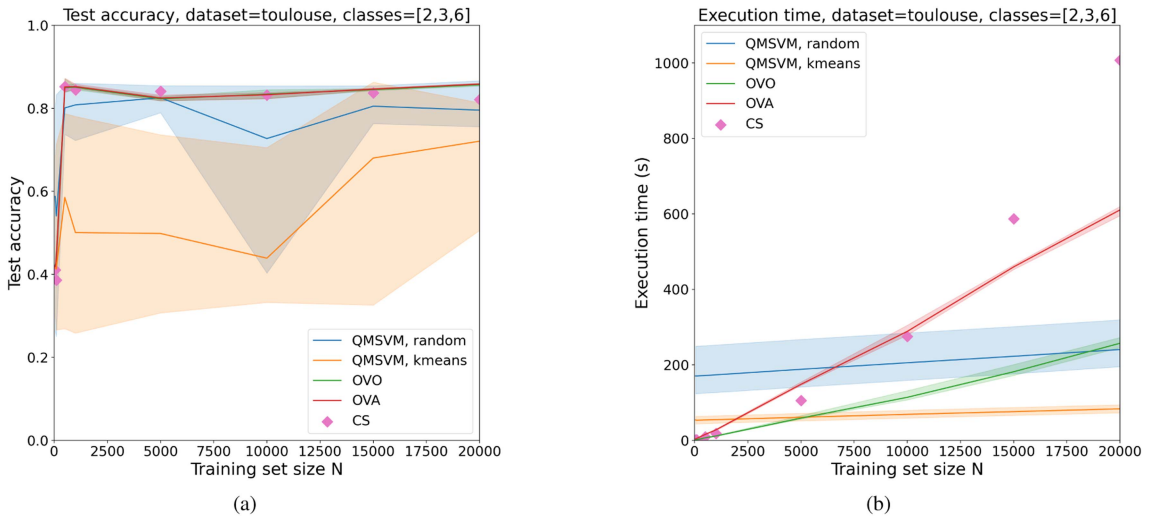 Test accuracy, dataset=toulouse, classes=[2,3,6]
1.0
0.8
0.6
0.4
0.2
0.0
Test accuracy
QMSVM, random
QMSVM, kmeans
OVO
OVA
CS
0 2500 5000 7500 10000 12500 15000 17500 20000
Training set size N
(a)
Execution time, dataset=toulouse, classes=[2,3,6]
QMSVM, random
QMSVM, kmeans
OVO
OVA
CS
1000
800
600
400
200
0
Execution time (s)
0 2500 5000 7500 10000 12500 15000 17500 20000
Training set size N
(b)